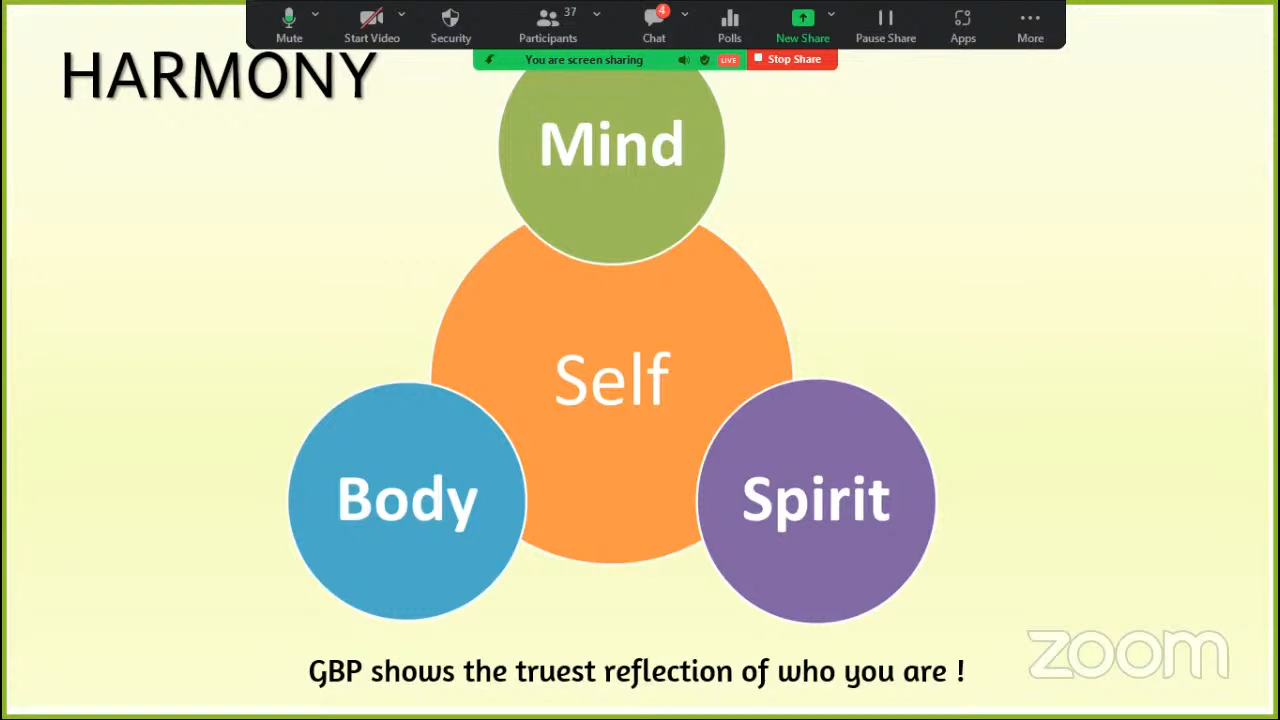 37
4
Mute
Start Video
Security
Participants
Chat
Polls
New Share
Pause Share
Apps
More
You are screen sharing
LIVE
Stop Share
HARMONY
Mind
Self
Body
Spirit
zoom
GBP shows the truest reflection of who you are !